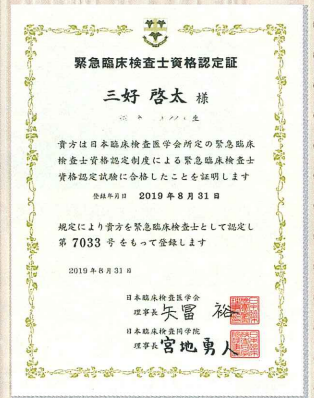 緊急臨床検査士資格認定証
三好 啓太 様
生
貴方は日本臨床検査医学会所定の緊急臨床
検査士資格認定制度による緊急臨床検査士
資格認定試験に合格したことを証明します
登録年月日 2019年8月31日
規定により貴方を緊急臨床検査士として認定し
第 7033 号をもって登録します
2019年8月31日
日本臨床検査医学会
理事長 矢冨 裕
日本臨床検査同学院
理事長 宮地勇人